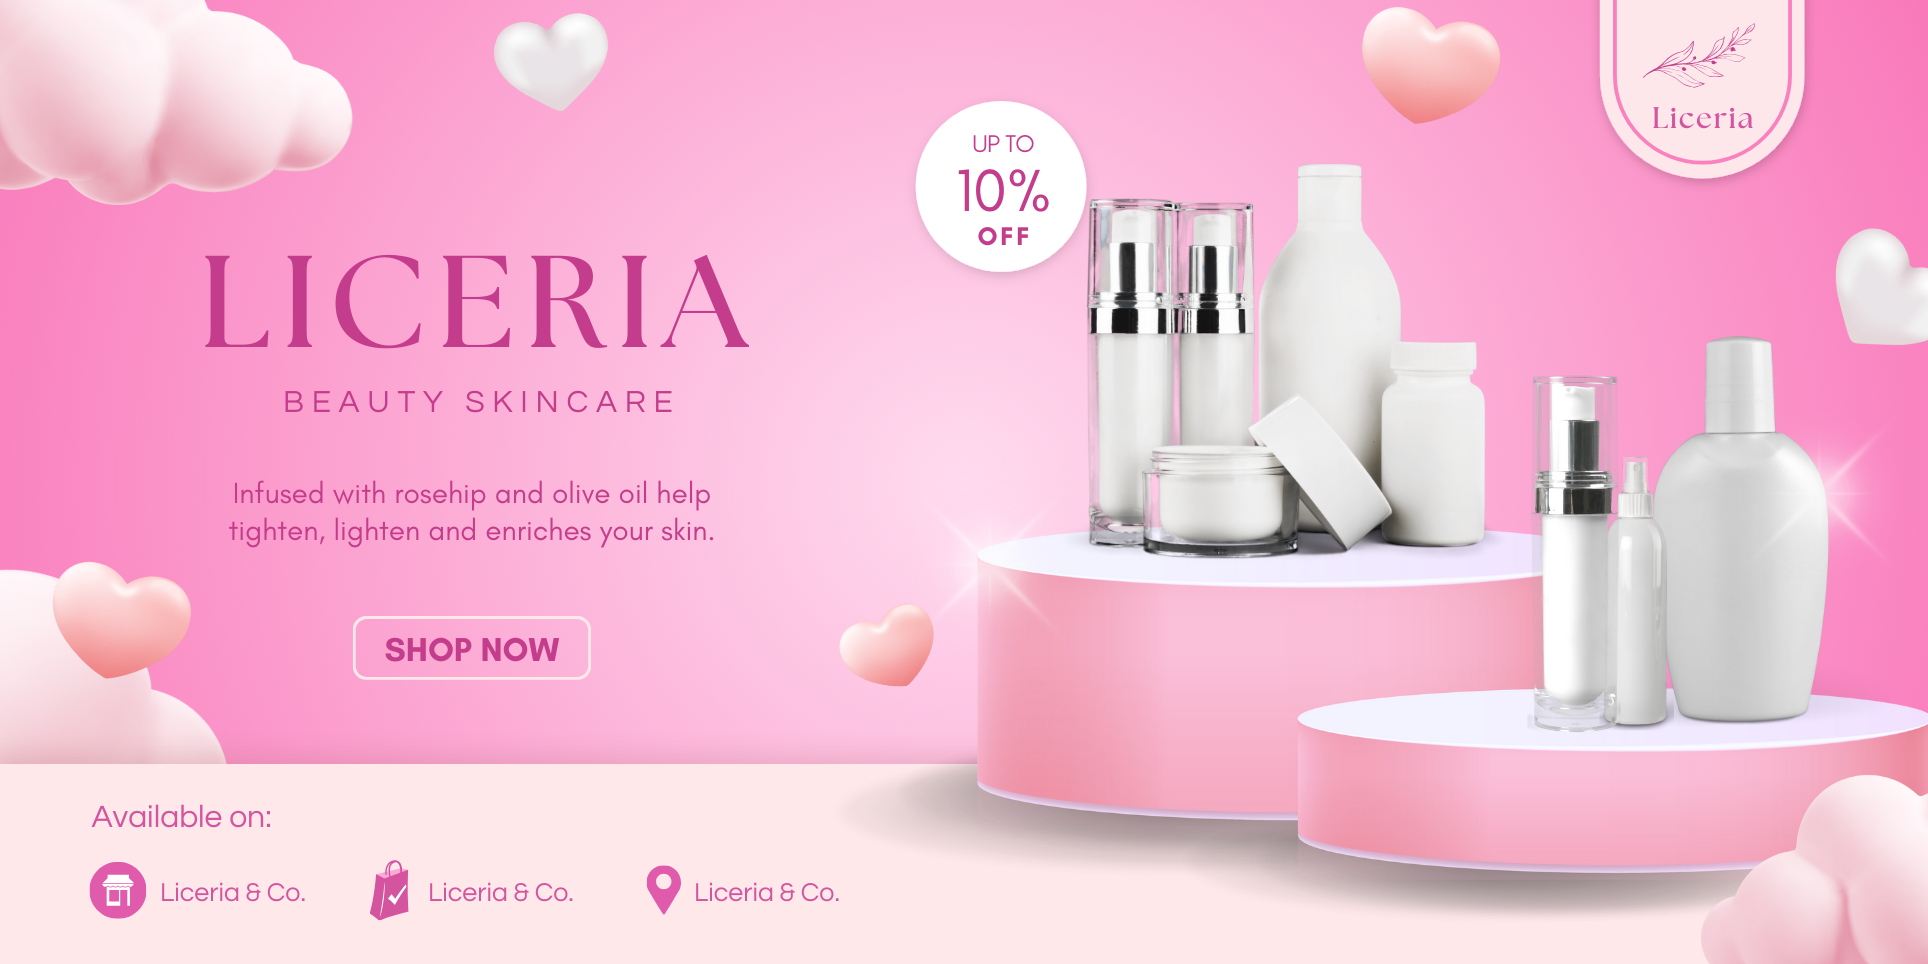 LICERIA
BEAUTY SKINCARE
Infused with rosehip and olive oil help
tighten, lighten and enriches your skin.
SHOP NOW
UP TO
10%
OFF
Liceria
Available on:
Liceria & Co.
Liceria & Co.
Liceria & Co.